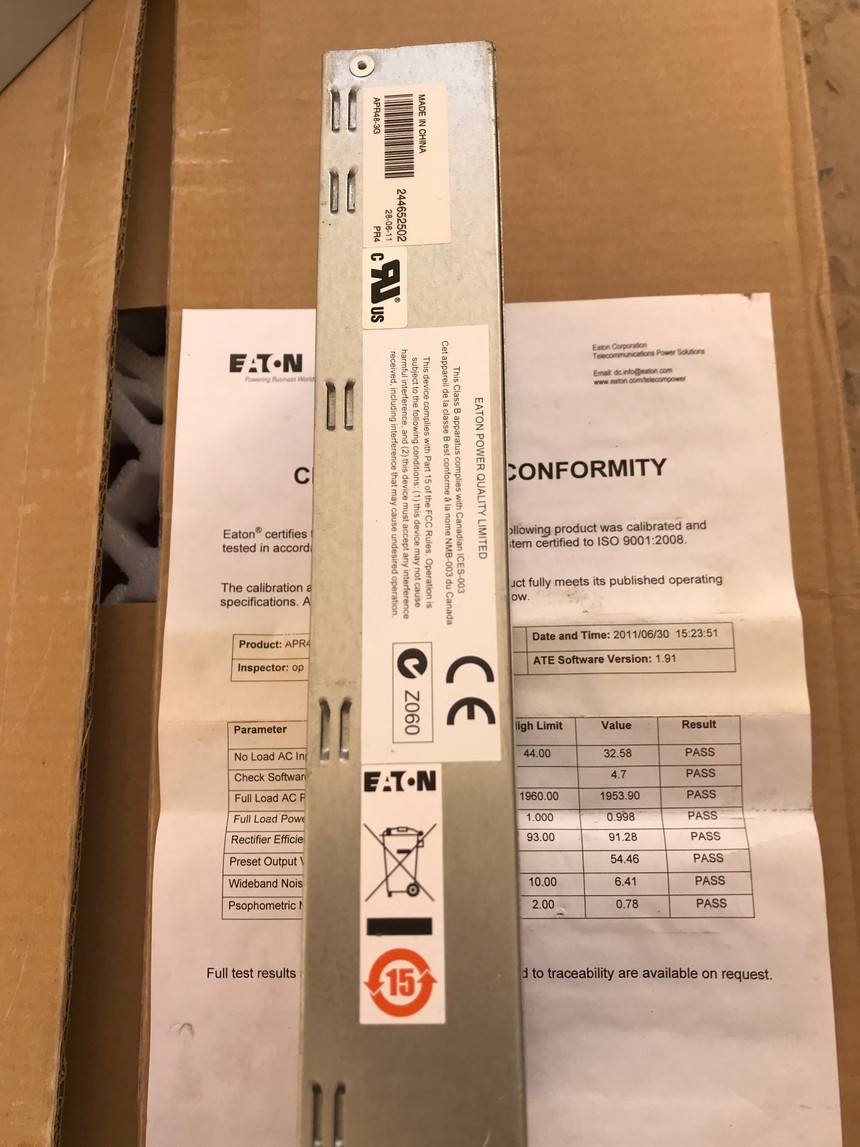 MADE IN CHINA
APR48-3G
244652502
28-06-11
PR4
c RU ® US
EATON POWER QUALITY LIMITED
This Class B apparatus complies with Canadian ICES-003
Cet appareil de la classe B est conforme à la norme NMB-003 du Canada
This device complies with Part 15 of the FCC Rules. Operation is
subject to the following conditions: (1) this device may not cause
harmful interference, and (2) this device must accept any interference
received, including interference that may cause undesired operation.
CE
Z060
EATON
15
EATON
Powering Business World
Eaton Corporation
Telecommunications Power Solutions
Email: dc.info@eaton.com
www.eaton.com/telecompower
C CONFORMITY
Eaton® certifies ollowing product was calibrated and
tested in accorda tem certified to ISO 9001:2008.
The calibration a uct fully meets its published operating
specifications. A ow.
Product: APR4 Date and Time: 2011/06/30 15:23:51
Inspector: op ATE Software Version: 1.91
Parameter High Limit Value Result
No Load AC In 44.00 32.58 PASS
Check Softwar 4.7 PASS
Full Load AC P 1960.00 1953.90 PASS
Full Load Powe 1.000 0.998 PASS
Rectifier Efficie 93.00 91.28 PASS
Preset Output V 54.46 PASS
Wideband Nois 10.00 6.41 PASS
Psophometric N 2.00 0.78 PASS
Full test results d to traceability are available on request.